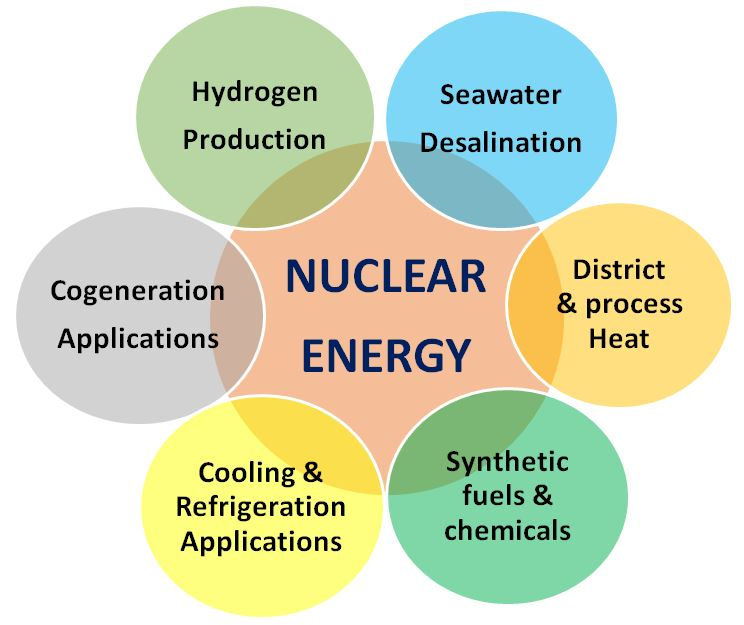 Hydrogen
Production
Seawater
Desalination
Cogeneration
Applications
NUCLEAR
ENERGY
District
& process
Heat
Cooling &
Refrigeration
Applications
Synthetic
fuels &
chemicals